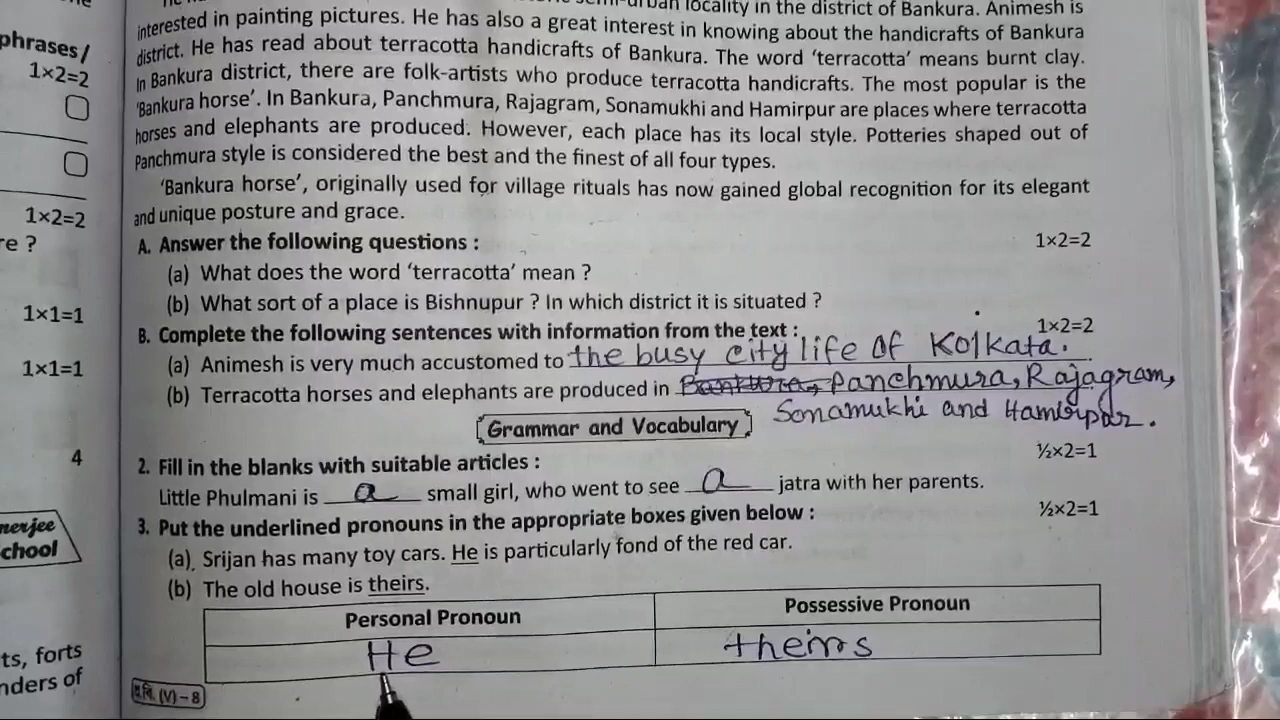 phrases/
1×2=2
1×2=2
re ?
1×1=1
1×1=1
4
nerjee
chool
ts, forts
nders of
locality in the district of Bankura. Animesh is
interested in painting pictures. He has also a great interest in knowing about the handicrafts of Bankura
district. He has read about terracotta handicrafts of Bankura. The word ‘terracotta’ means burnt clay.
In Bankura district, there are folk-artists who produce terracotta handicrafts. The most popular is the
‘Bankura horse’. In Bankura, Panchmura, Rajagram, Sonamukhi and Hamirpur are places where terracotta
horses and elephants are produced. However, each place has its local style. Potteries shaped out of
Panchmura style is considered the best and the finest of all four types.
‘Bankura horse’, originally used for village rituals has now gained global recognition for its elegant
and unique posture and grace.
A. Answer the following questions : 1×2=2
(a) What does the word ‘terracotta’ mean ?
(b) What sort of a place is Bishnupur ? In which district it is situated ?
B. Complete the following sentences with information from the text : 1×2=2
(a) Animesh is very much accustomed to the busy city life of Kolkata.
(b) Terracotta horses and elephants are produced in Bankura, Panchmura, Rajagram,
Sonamukhi and Hamirpur.
Grammar and Vocabulary
2. Fill in the blanks with suitable articles : ½×2=1
Little Phulmani is a small girl, who went to see a jatra with her parents.
3. Put the underlined pronouns in the appropriate boxes given below : ½×2=1
(a) Srijan has many toy cars. He is particularly fond of the red car.
(b) The old house is theirs.
Personal Pronoun Possessive Pronoun
He theirs
(V)–8